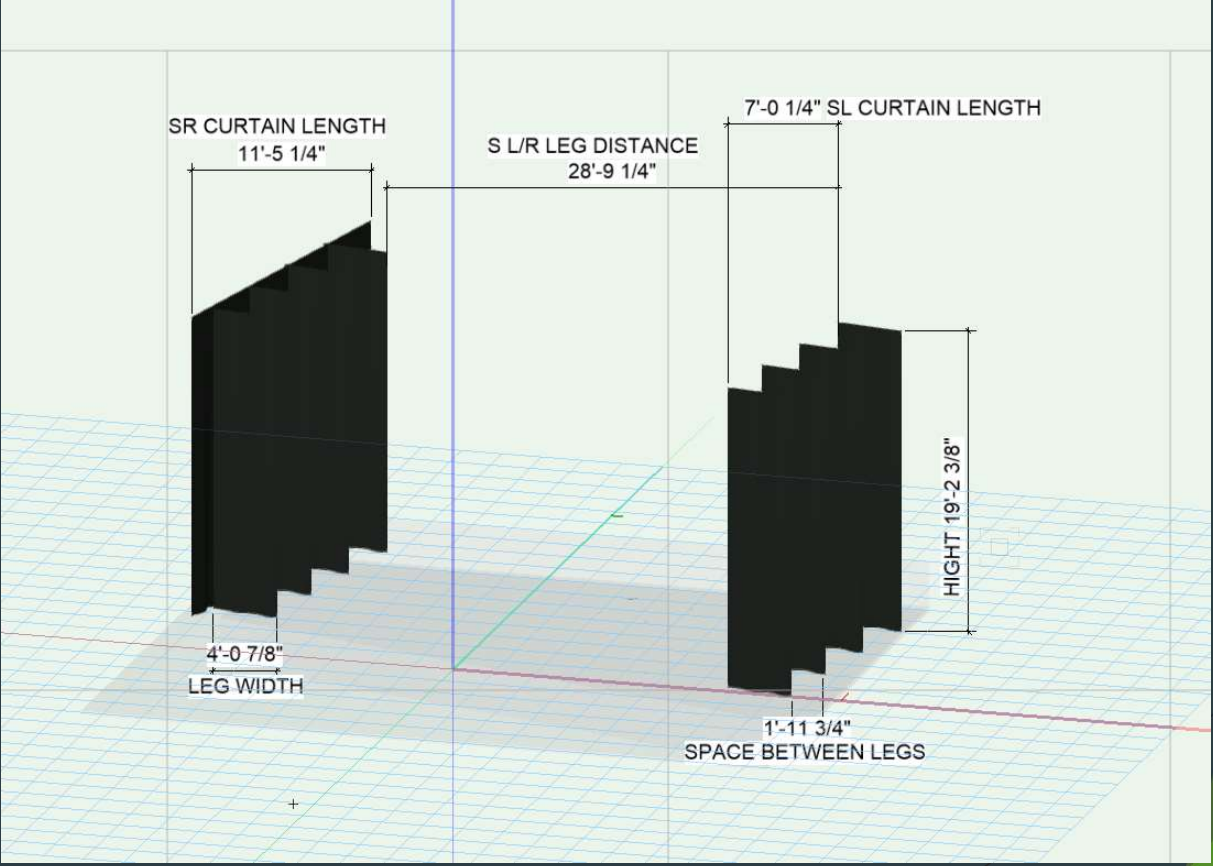 7'-0 1/4" SL CURTAIN LENGTH
SR CURTAIN LENGTH
11'-5 1/4"
S L/R LEG DISTANCE
28'-9 1/4"
HIGHT 19'-2 3/8"
4'-0 7/8"
LEG WIDTH
1'-11 3/4"
SPACE BETWEEN LEGS